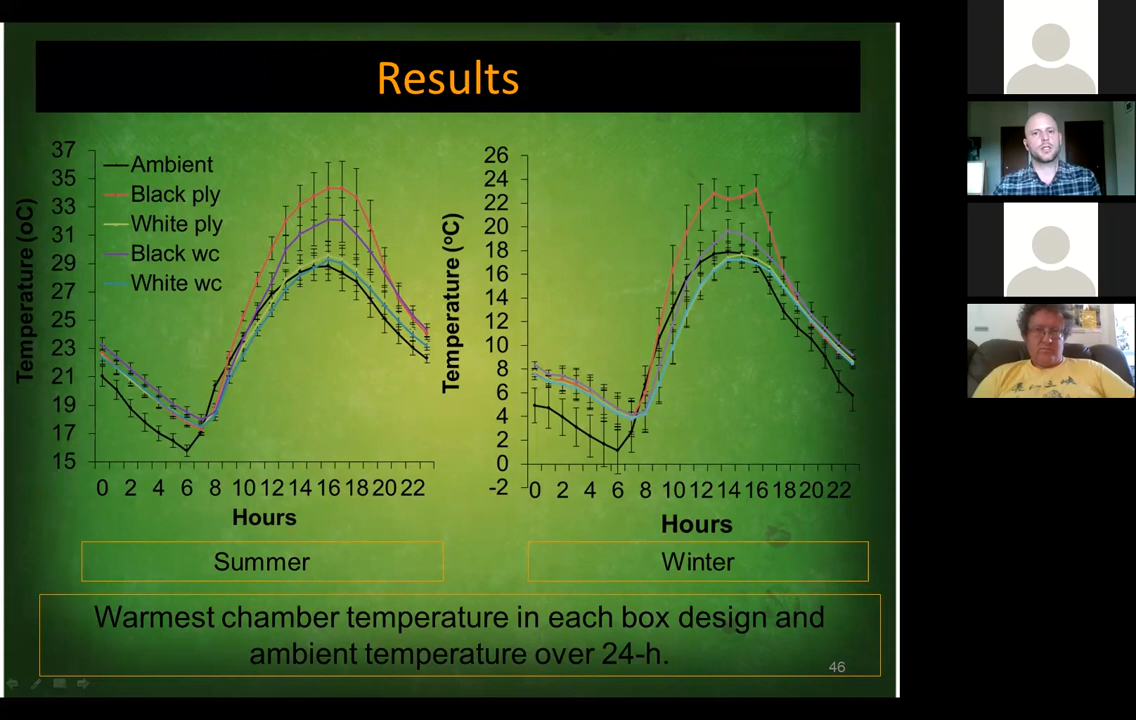 Results
37
35
33
31
29
27
25
23
21
19
17
15
Temperature (oC)
Ambient
Black ply
White ply
Black wc
White wc
0 2 4 6 8 10 12 14 16 18 20 22
Hours
Summer
26
24
22
20
18
16
14
12
10
8
6
4
2
0
-2
Temperature (ºC)
0 2 4 6 8 10 12 14 16 18 20 22
Hours
Winter
Warmest chamber temperature in each box design and
ambient temperature over 24-h.
46